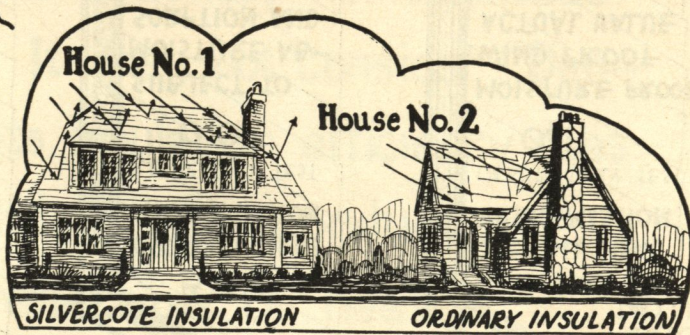 House No.1
House No.2
SILVERCOTE INSULATION
ORDINARY INSULATION